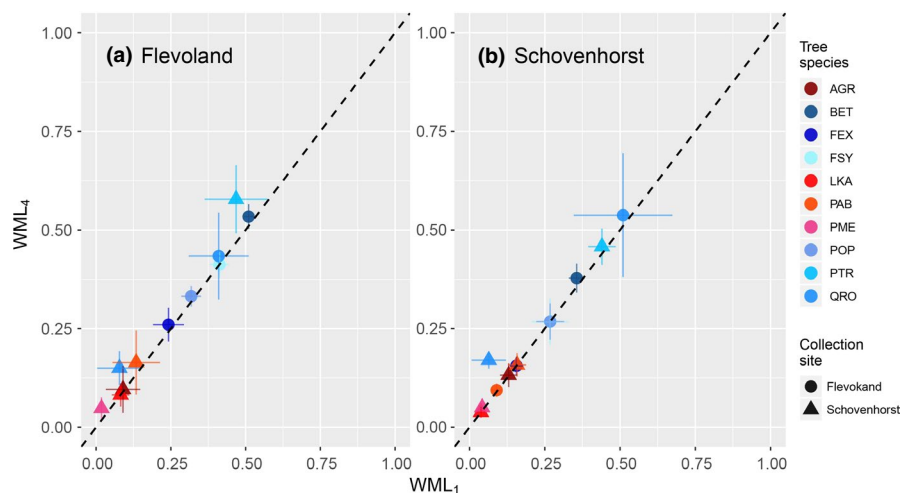 (a) Flevoland
(b) Schovenhorst
WML4
1.00
0.75
0.50
0.25
0.00
1.00
0.75
0.50
0.25
0.00
0.00 0.25 0.50 0.75 1.00
0.00 0.25 0.50 0.75 1.00
WML1
Tree
species
AGR
BET
FEX
FSY
LKA
PAB
PME
POP
PTR
QRO
Collection
site
Flevokand
Schovenhorst